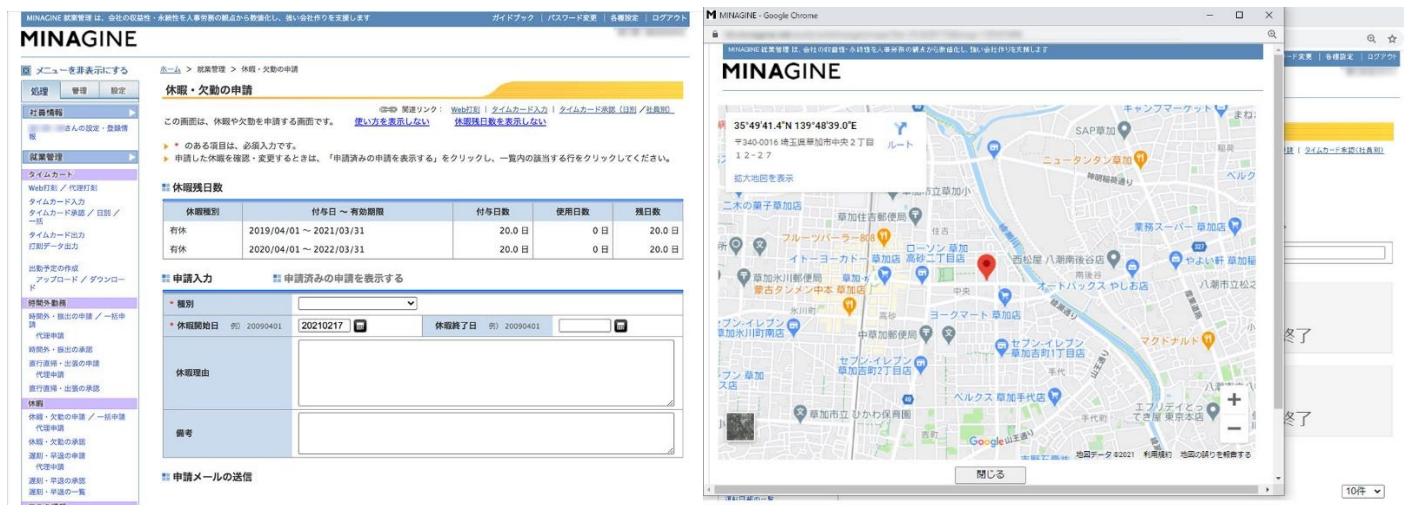 MINAGINE 就業管理 は、会社の収益性・永続性を人事労務の観点から数値化し、強い会社作りを支援します
ガイドブック | パスワード変更 | 各種設定 | ログアウト
MINAGINE
メニューを非表示にする
処理 管理 設定
社員情報
さんの設定・登録情報
就業管理
タイムカード
Web打刻 / 代理打刻
タイムカード入力
タイムカード承認 / 日別 / 一括
タイムカード出力
打刻データ出力
出勤予定の作成
アップロード / ダウンロード
時間外勤務
時間外・振出の申請 / 一括申請
代理申請
時間外・振出の承認
直行直帰・出張の申請
代理申請
直行直帰・出張の承認
休暇
休暇・欠勤の申請 / 一括申請
代理申請
休暇・欠勤の承認
遅刻・早退の申請
代理申請
遅刻・早退の承認
遅刻・早退の一覧
ホーム > 就業管理 > 休暇・欠勤の申請
休暇・欠勤の申請
関連リンク: Web打刻 | タイムカード入力 | タイムカード承認（日別 / 社員別）
この画面は、休暇や欠勤を申請する画面です。 使い方を表示しない 休暇残日数を表示しない
* のある項目は、必須入力です。
申請した休暇を確認・変更するときは、「申請済みの申請を表示する」をクリックし、一覧内の該当する行をクリックしてください。
休暇残日数
休暇種別 付与日 ～ 有効期限 付与日数 使用日数 残日数
有休 2019/04/01 ～ 2021/03/31 20.0 日 0 日 20.0 日
有休 2020/04/01 ～ 2022/03/31 20.0 日 0 日 20.0 日
申請入力 申請済みの申請を表示する
* 種別
* 休暇開始日 例) 20090401 20210217 休暇終了日 例) 20090401
休暇理由
備考
申請メールの送信
MINAGINE - Google Chrome
MINAGINE 就業管理 は、会社の収益性・永続性を人事労務の観点から数値化し、強い会社作りを支援します
MINAGINE
35°49'41.4"N 139°48'39.0"E
〒340-0016 埼玉県草加市中央２丁目
１２−２７
ルート
拡大地図を表示
キャンプマーケット
SAP草加
ニュータンタン草加
神明稲荷通り
稲荷
ベルク
草加市立草加小
二木の菓子草加店
草加住吉郵便局
住吉
業務スーパー 草加店
フルーツパーラー808
ローソン 草加
高砂二丁目店
イトーヨーカドー 草加店
西松屋 八潮南後谷店
南後谷
やよい軒 草加稲
草加氷川郵便局
蒙古タンメン中本 草加店
中央
オートバックス やしお店
八潮市立松之
氷川町
高砂
ヨークマート 草加店
セブン-イレブン
草加氷川町南店
中草加郵便局
セブン-イレブン
草加吉町1丁目店
マクドナルド
セブン-イレブン
草加吉町2丁目店
手代
ベルクス 草加手代店
草加市立 ひかわ保育園
手代町
エブリデイとっ
てき屋 東京本店
吉町
Google
地図データ ©2021 利用規約 地図の誤りを報告する
閉じる
ード変更 | 各種設定 | ログアウト
タイムカード承認(社員別)
終了
終了
10件